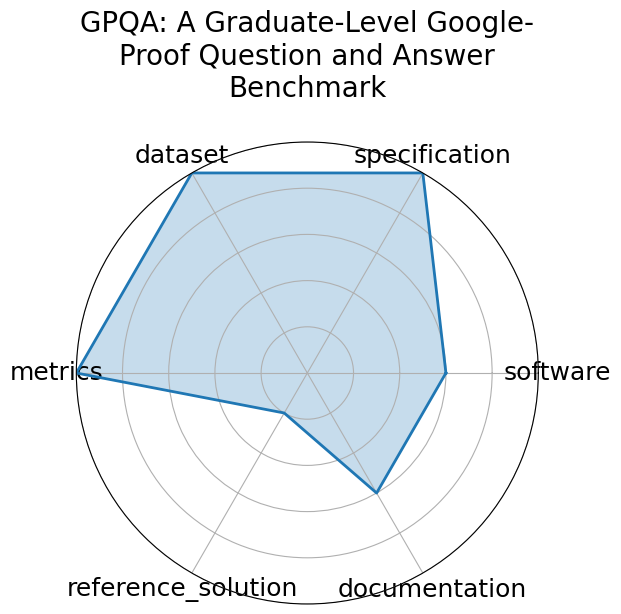 GPQA: A Graduate-Level Google-
Proof Question and Answer
Benchmark
dataset
specification
metrics
software
reference_solution
documentation